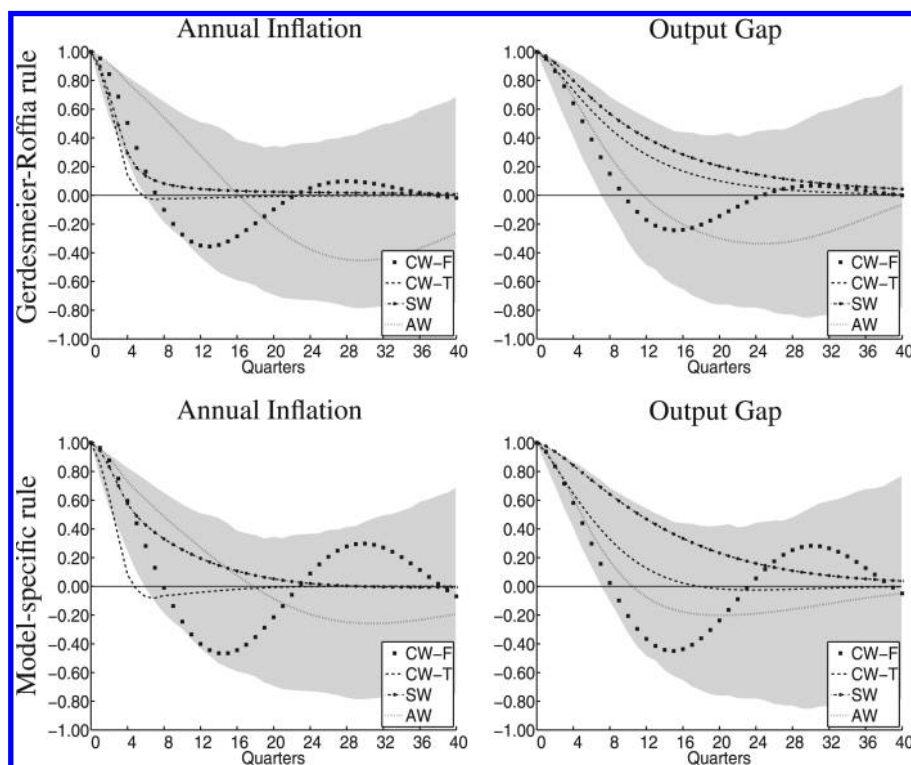 Annual Inflation
Output Gap
Gerdesmeier-Roffia rule
1.00
0.80
0.60
0.40
0.20
0.00
−0.20
−0.40
−0.60
−0.80
−1.00
0 4 8 12 16 20 24 28 32 36 40
Quarters
CW−F
CW−T
SW
AW
1.00
0.80
0.60
0.40
0.20
0.00
−0.20
−0.40
−0.60
−0.80
−1.00
0 4 8 12 16 20 24 28 32 36 40
Quarters
CW−F
CW−T
SW
AW
Annual Inflation
Output Gap
Model-specific rule
1.00
0.80
0.60
0.40
0.20
0.00
−0.20
−0.40
−0.60
−0.80
−1.00
0 4 8 12 16 20 24 28 32 36 40
Quarters
CW−F
CW−T
SW
AW
1.00
0.80
0.60
0.40
0.20
0.00
−0.20
−0.40
−0.60
−0.80
−1.00
0 4 8 12 16 20 24 28 32 36 40
Quarters
CW−F
CW−T
SW
AW